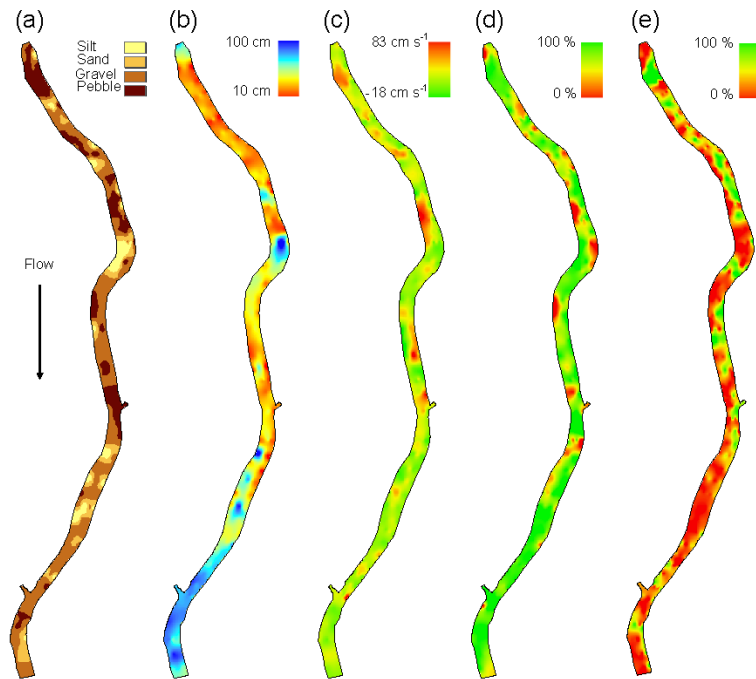 (a) (b) (c) (d) (e)
Silt
Sand
Gravel
Pebble
100 cm
10 cm
83 cm s⁻¹
-18 cm s⁻¹
100 %
0 %
100 %
0 %
Flow